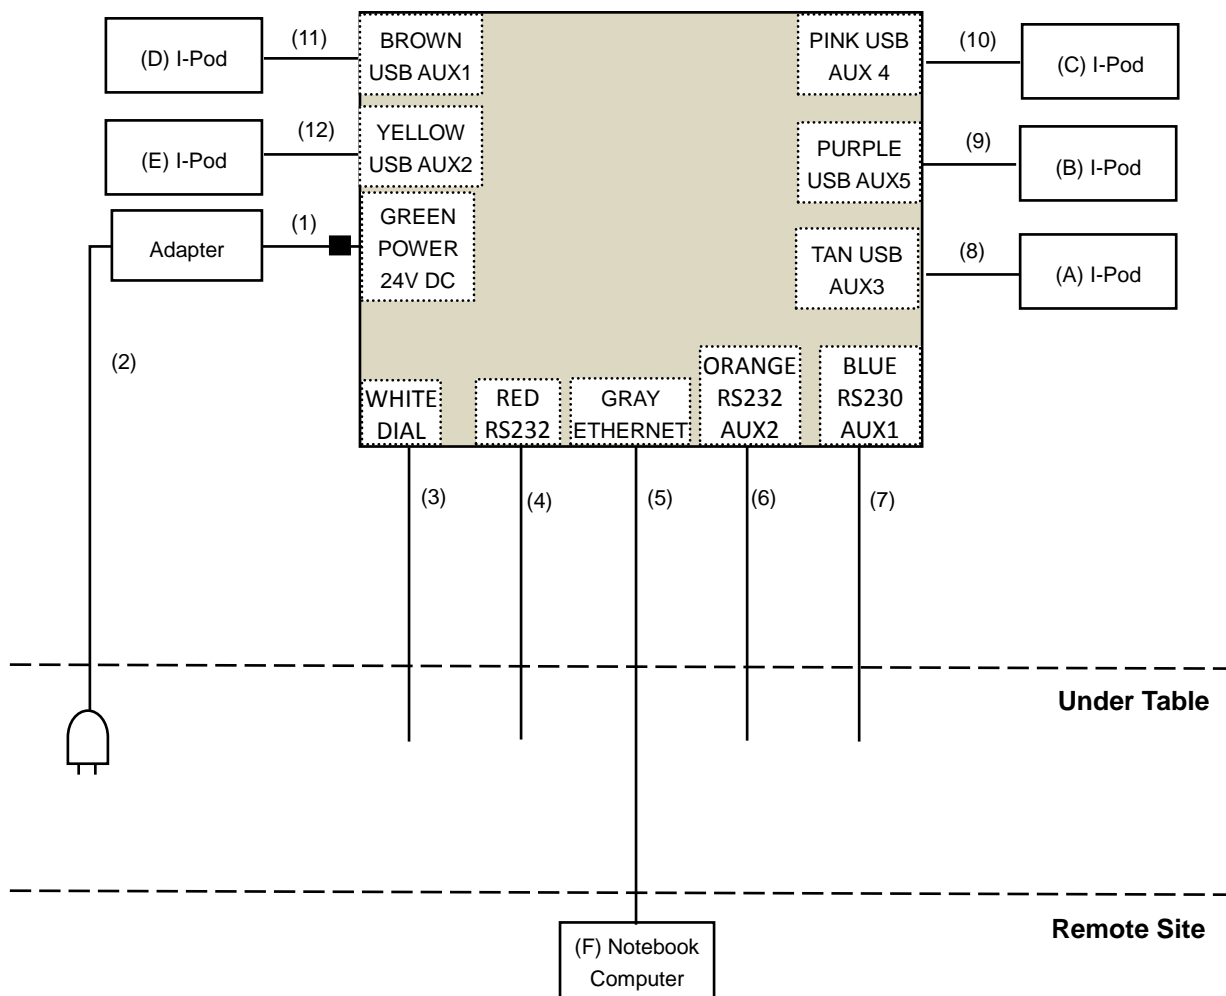 (D) I-Pod
(11)
BROWN
USB AUX1
PINK USB
AUX 4
(10)
(C) I-Pod
(E) I-Pod
(12)
YELLOW
USB AUX2
PURPLE
USB AUX5
(9)
(B) I-Pod
Adapter
(1)
GREEN
POWER
24V DC
TAN USB
AUX3
(8)
(A) I-Pod
(2)
WHITE
DIAL
RED
RS232
GRAY
ETHERNET
ORANGE
RS232
AUX2
BLUE
RS230
AUX1
(3)
(4)
(5)
(6)
(7)
Under Table
Remote Site
(F) Notebook
Computer